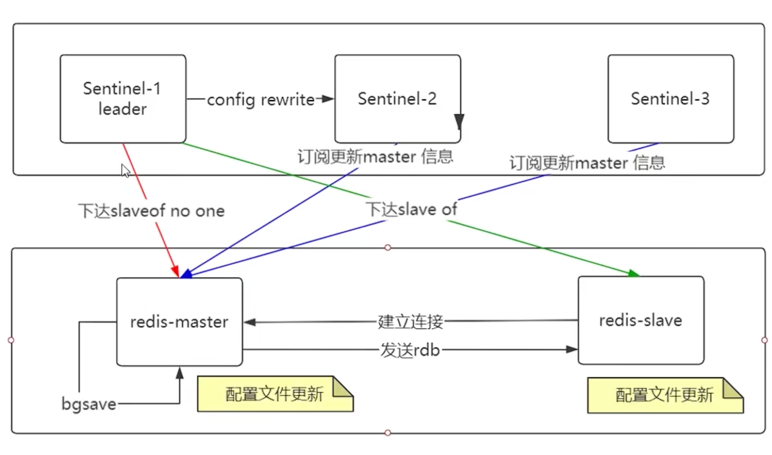 Sentinel-1
leader
config rewrite
Sentinel-2
Sentinel-3
订阅更新master 信息
订阅更新master 信息
下达slaveof no one
下达slave of
redis-master
建立连接
redis-slave
发送rdb
bgsave
配置文件更新
配置文件更新